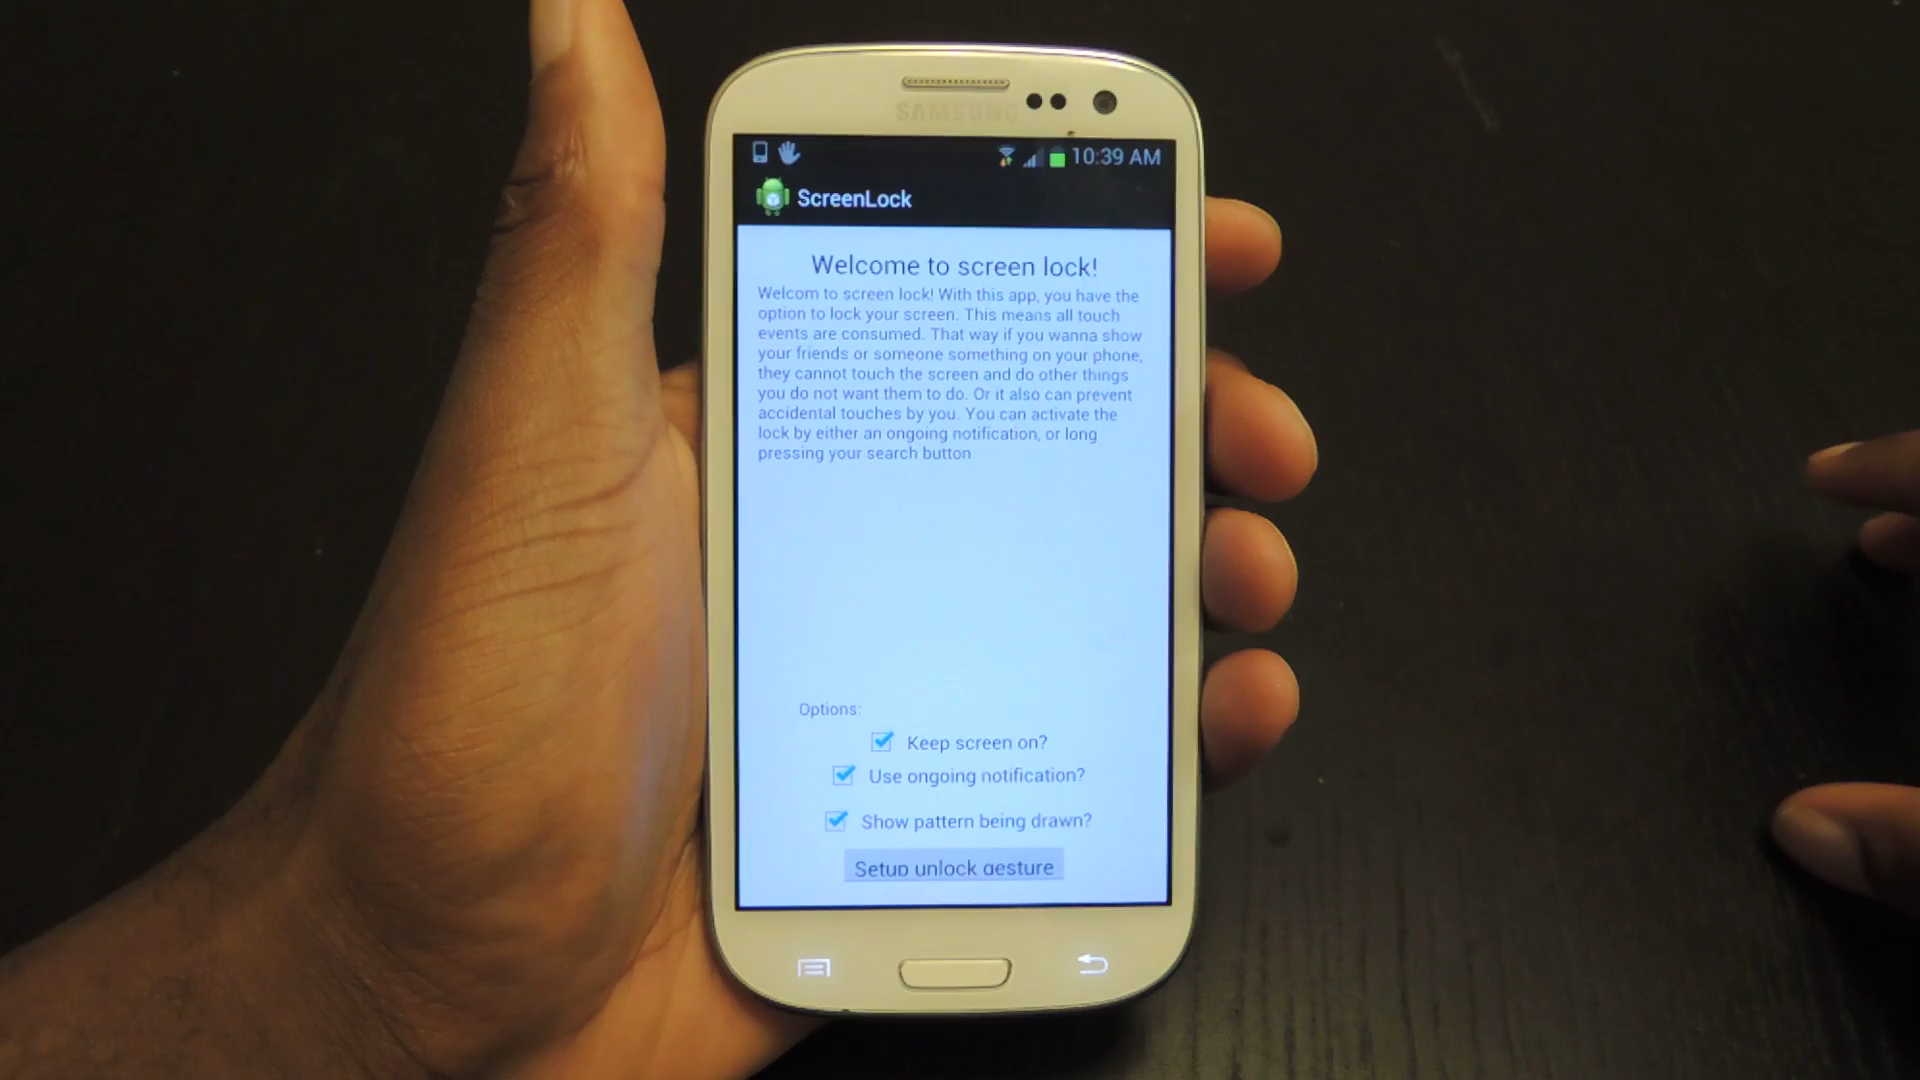 SAMSUNG
10:39 AM
ScreenLock
Welcome to screen lock!
Welcom to screen lock! With this app, you have the
option to lock your screen. This means all touch
events are consumed. That way if you wanna show
your friends or someone something on your phone,
they cannot touch the screen and do other things
you do not want them to do. Or it also can prevent
accidental touches by you. You can activate the
lock by either an ongoing notification, or long
pressing your search button
Options:
Keep screen on?
Use ongoing notification?
Show pattern being drawn?
Setup unlock gesture